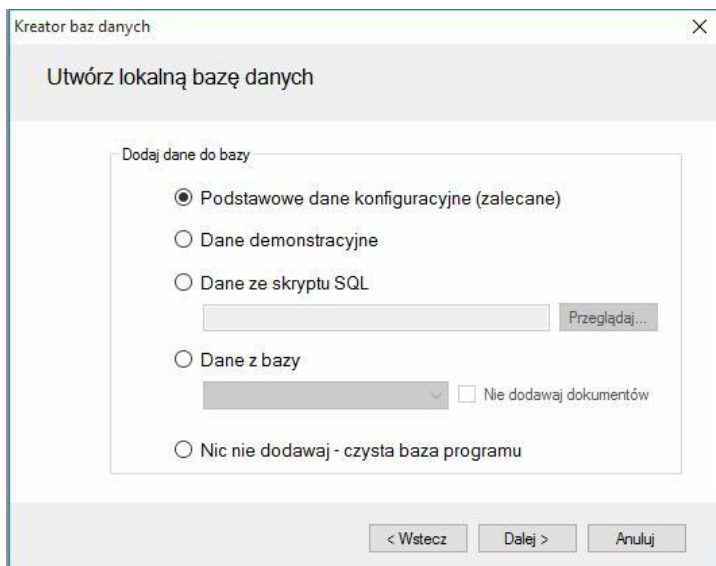 Kreator baz danych
Utwórz lokalną bazę danych
Dodaj dane do bazy
Podstawowe dane konfiguracyjne (zalecane)
Dane demonstracyjne
Dane ze skryptu SQL
Przeglądaj...
Dane z bazy
Nie dodawaj dokumentów
Nic nie dodawaj - czysta baza programu
< Wstecz Dalej > Anuluj